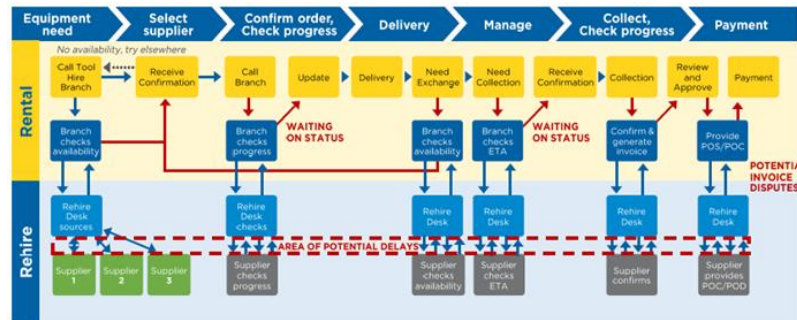 Equipment
need
Select
supplier
Confirm order,
Check progress
Delivery
Manage
Collect,
Check progress
Payment
Rental
No availability, try elsewhere
Call Tool
Hire
Branch
Receive
Confirmation
Call
Branch
Update
Delivery
Need
Exchange
Need
Collection
Receive
Confirmation
Collection
Review
and
Approve
Payment
WAITING
ON STATUS
WAITING
ON STATUS
Branch
checks
availability
Branch
checks
progress
Branch
checks
availability
Branch
checks
ETA
Confirm &
generate
invoice
Provide
POS/POC
POTENTIAL
INVOICE
DISPUTES
Rehire
Rehire
Desk
sources
Rehire
Desk
checks
Rehire
Desk
Rehire
Desk
Rehire
Desk
Rehire
Desk
AREA OF POTENTIAL DELAYS
Supplier
1
Supplier
2
Supplier
3
Supplier
checks
progress
Supplier
checks
availability
Supplier
checks
ETA
Supplier
confirms
Supplier
provides
POC/POD